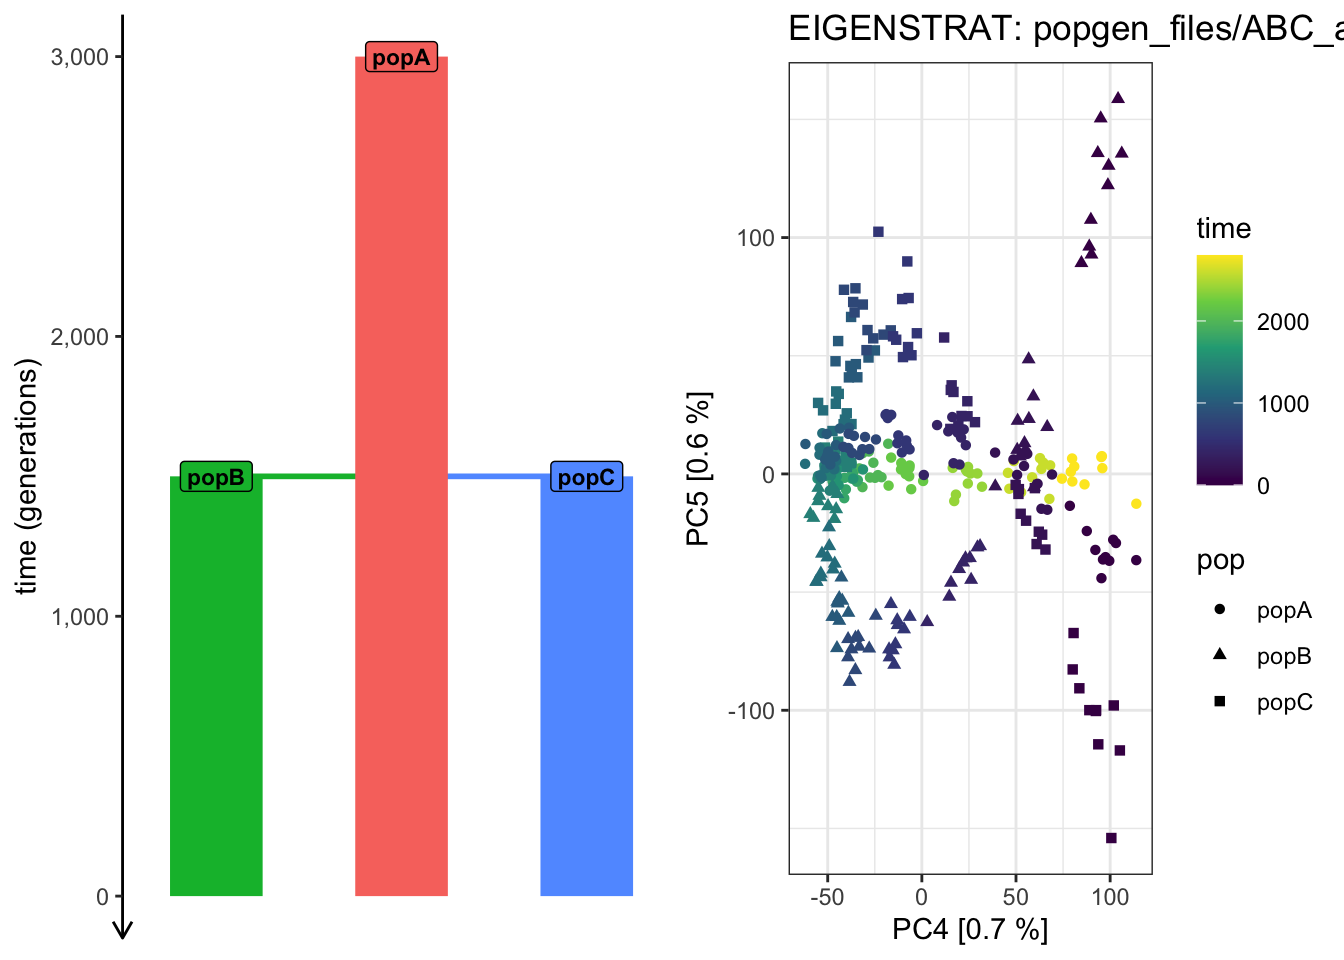 time (generations)
3,000
2,000
1,000
0
popA
popB
popC
EIGENSTRAT: popgen_files/ABC_a
PC5 [0.6 %]
100
0
-100
-50
0
50
100
PC4 [0.7 %]
time
2000
1000
0
pop
popA
popB
popC